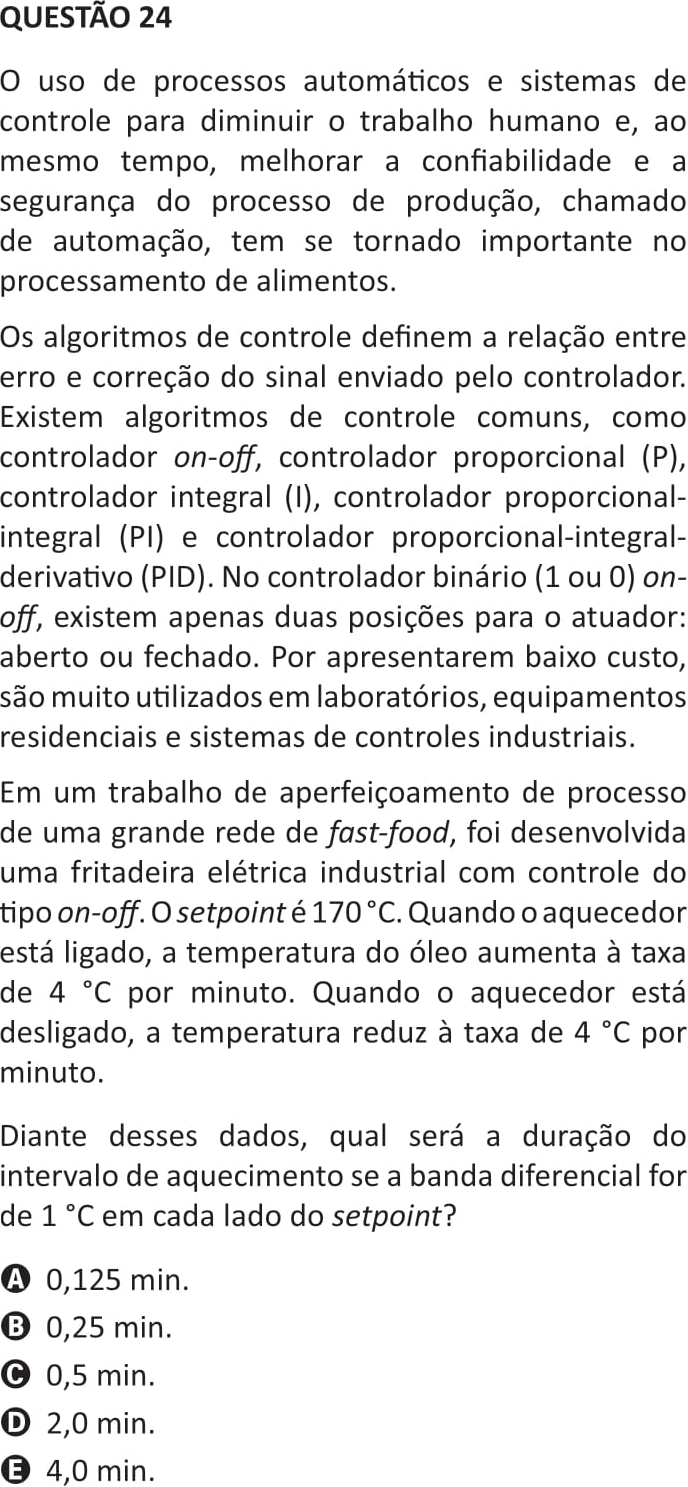 QUESTÃO 24
O uso de processos automáticos e sistemas de
controle para diminuir o trabalho humano e, ao
mesmo tempo, melhorar a confiabilidade e a
segurança do processo de produção, chamado
de automação, tem se tornado importante no
processamento de alimentos.
Os algoritmos de controle definem a relação entre
erro e correção do sinal enviado pelo controlador.
Existem algoritmos de controle comuns, como
controlador on-off, controlador proporcional (P),
controlador integral (I), controlador proporcional-
integral (PI) e controlador proporcional-integral-
derivativo (PID). No controlador binário (1 ou 0) on-
off, existem apenas duas posições para o atuador:
aberto ou fechado. Por apresentarem baixo custo,
são muito utilizados em laboratórios, equipamentos
residenciais e sistemas de controles industriais.
Em um trabalho de aperfeiçoamento de processo
de uma grande rede de fast-food, foi desenvolvida
uma fritadeira elétrica industrial com controle do
tipo on-off. O setpoint é 170 °C. Quando o aquecedor
está ligado, a temperatura do óleo aumenta à taxa
de 4 °C por minuto. Quando o aquecedor está
desligado, a temperatura reduz à taxa de 4 °C por
minuto.
Diante desses dados, qual será a duração do
intervalo de aquecimento se a banda diferencial for
de 1 °C em cada lado do setpoint?
A 0,125 min.
B 0,25 min.
C 0,5 min.
D 2,0 min.
E 4,0 min.